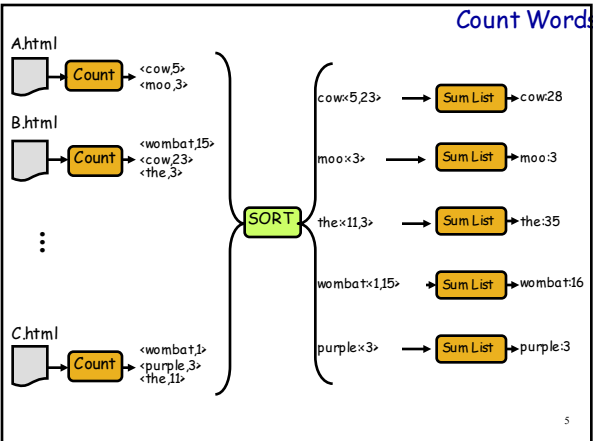 Count Words
A.html
Count
<cow,5>
<moo,3>
B.html
Count
<wombat,15>
<cow,23>
<the,3>
C.html
Count
<wombat,1>
<purple,3>
<the,11>
SORT
cow:<5,23>
Sum List
cow:28
moo:<3>
Sum List
moo:3
the:<11,3>
Sum List
the:35
wombat:<1,15>
Sum List
wombat:16
purple:<3>
Sum List
purple:3
5